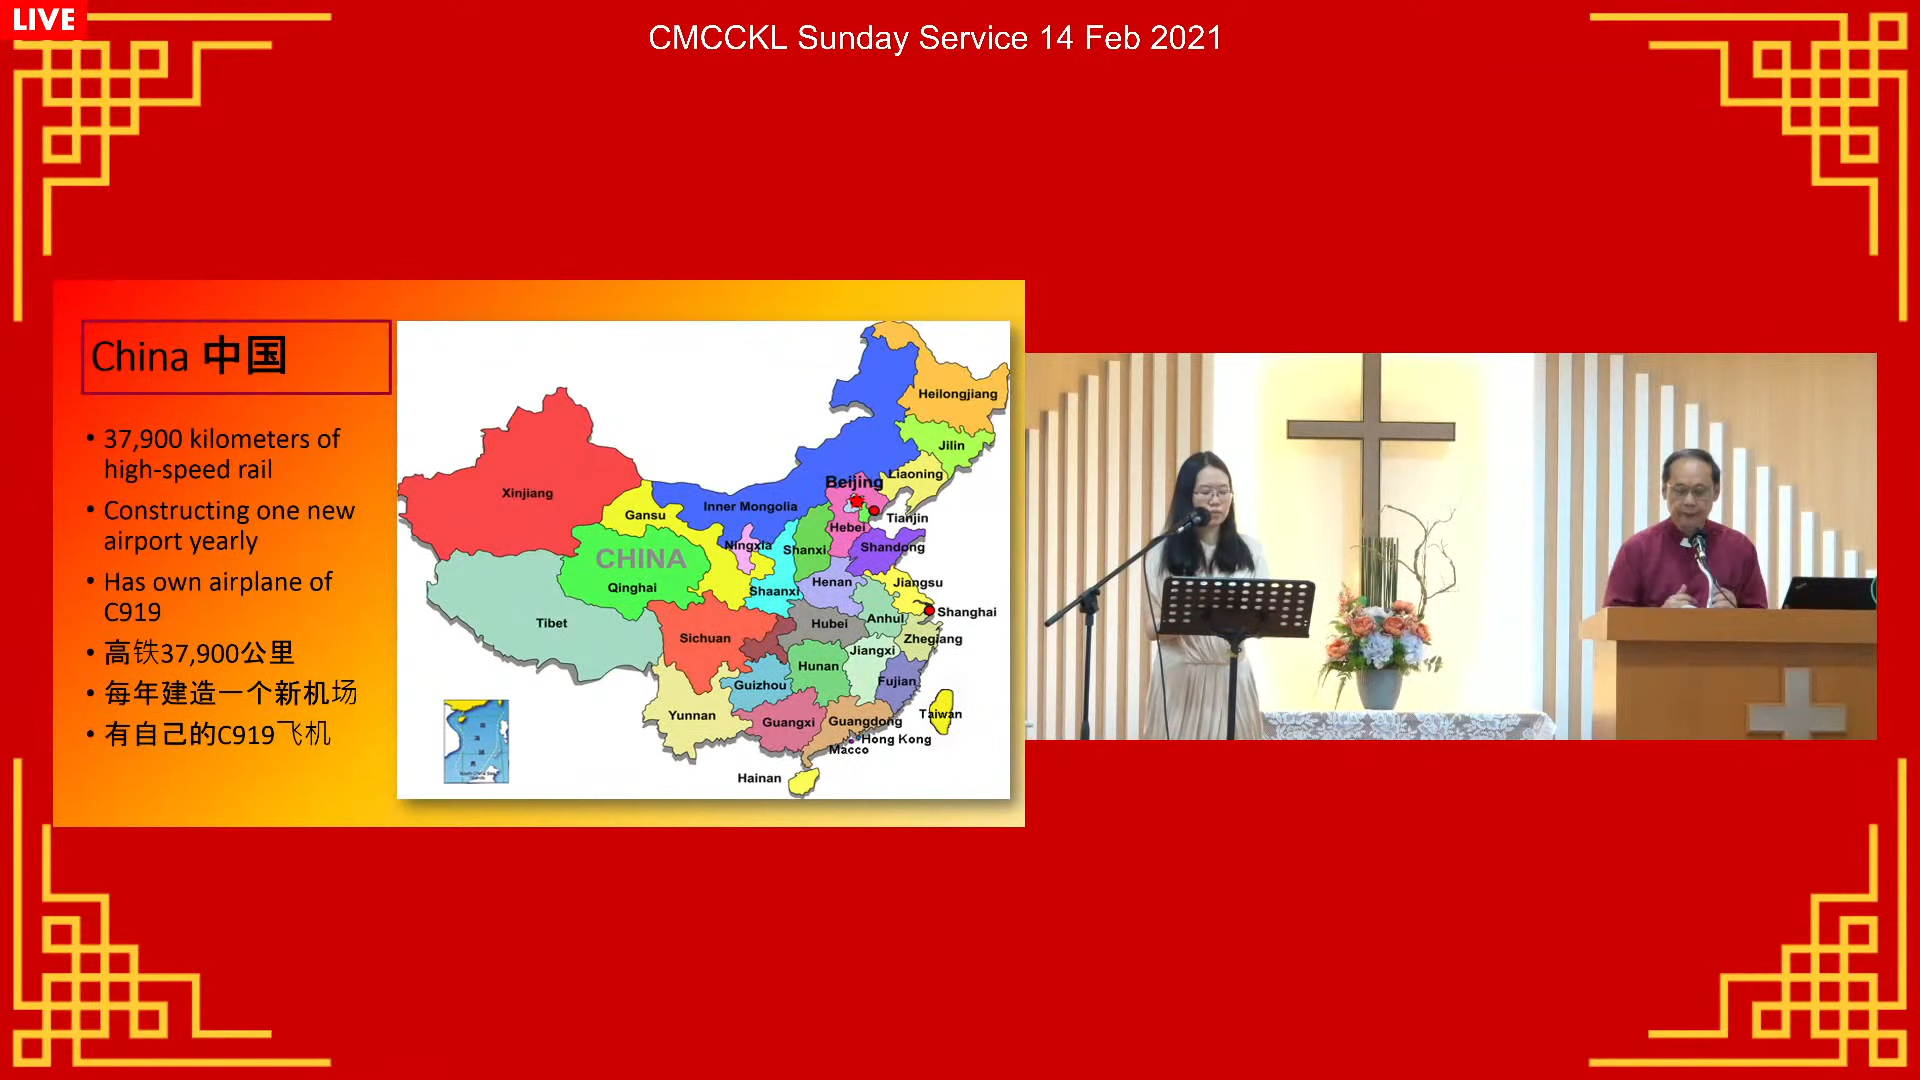 LIVE
CMCCKL Sunday Service 14 Feb 2021
China 中国
• 37,900 kilometers of
high-speed rail
• Constructing one new
airport yearly
• Has own airplane of
C919
• 高铁37,900公里
• 每年建造一个新机场
• 有自己的C919飞机
Heilongjiang
Jilin
Liaoning
Beijing
Xinjiang
Inner Mongolia
Gansu
Tianjin
Hebei
Ningxia
Shanxi
Shandong
CHINA
Qinghai
Shaanxi
Henan
Jiangsu
Shanghai
Tibet
Sichuan
Hubei
Anhui
Zhegiang
Jiangxi
Hunan
Guizhou
Fujian
Yunnan
Guangxi
Guangdong
Taiwan
Hong Kong
Macco
Hainan